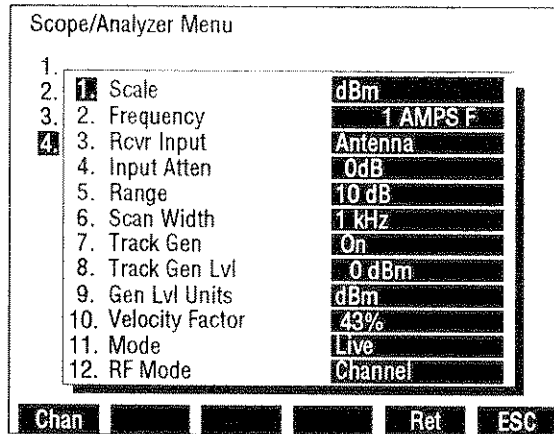 Scope/Analyzer Menu
1.
2.
3.
4.
1. Scale dBm
2. Frequency 1 AMPS F
3. Rcvr Input Antenna
4. Input Atten 0dB
5. Range 10 dB
6. Scan Width 1 kHz
7. Track Gen On
8. Track Gen Lvl 0 dBm
9. Gen Lvl Units dBm
10. Velocity Factor 43%
11. Mode Live
12. RF Mode Channel
Chan Ret ESC